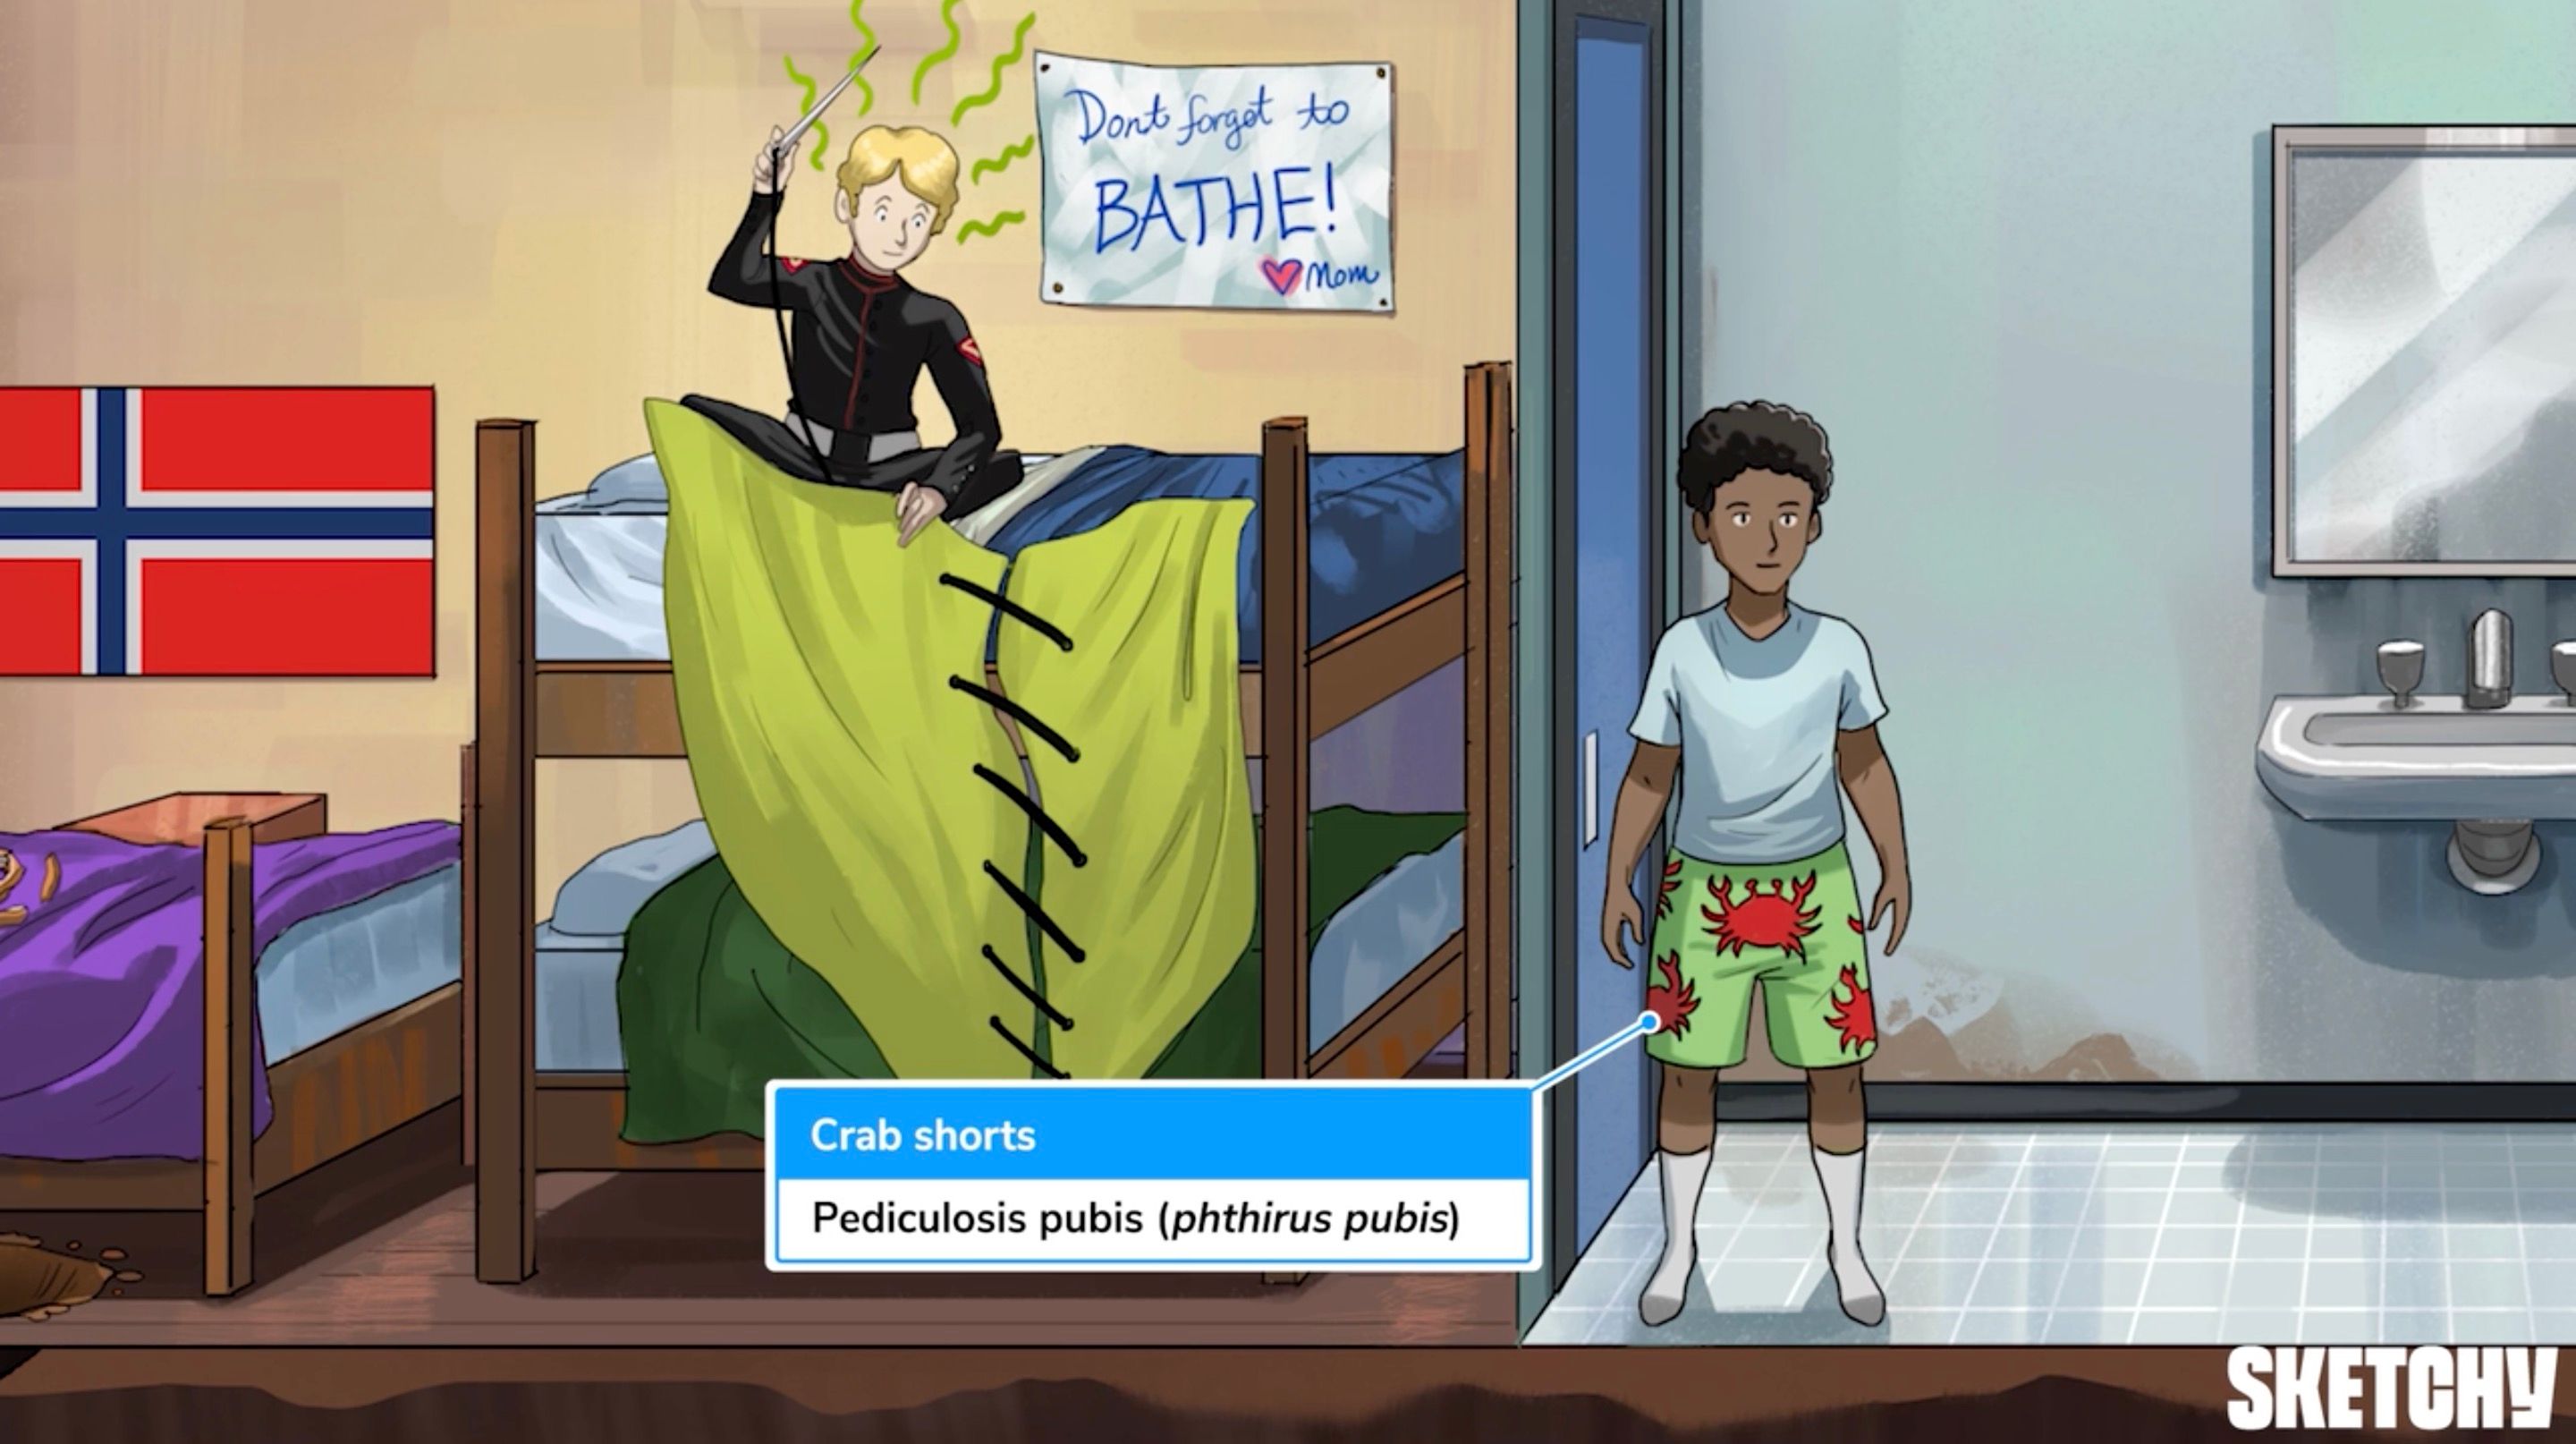 Dont forget to
BATHE!
Mom
Crab shorts
Pediculosis pubis (phthirus pubis)
SKETCHY